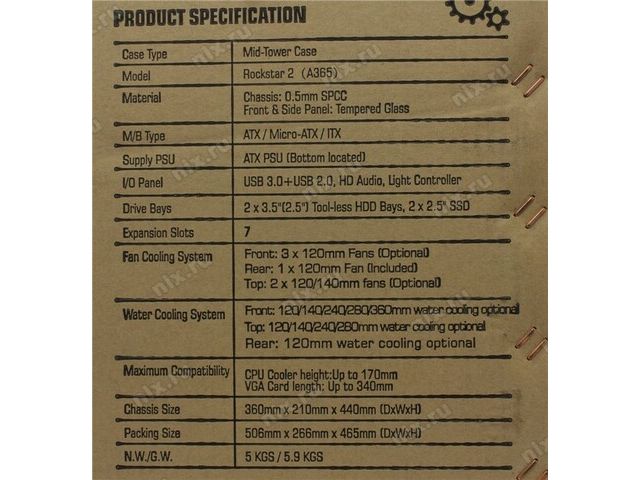 PRODUCT SPECIFICATION
Case Type Mid-Tower Case
Model Rockstar 2 (A365)
Material Chassis: 0.5mm SPCC
Front & Side Panel: Tempered Glass
M/B Type ATX / Micro-ATX / ITX
Supply PSU ATX PSU (Bottom located)
I/O Panel USB 3.0+USB 2.0, HD Audio, Light Controller
Drive Bays 2 x 3.5"(2.5") Tool-less HDD Bays, 2 x 2.5" SSD
Expansion Slots 7
Fan Cooling System Front: 3 x 120mm Fans (Optional)
Rear: 1 x 120mm Fan (Included)
Top: 2 x 120/140mm fans (Optional)
Water Cooling System Front: 120/140/240/280/360mm water cooling optional
Top: 120/140/240/280mm water cooling optional
Rear: 120mm water cooling optional
Maximum Compatibility CPU Cooler height:Up to 170mm
VGA Card length: Up to 340mm
Chassis Size 360mm x 210mm x 440mm (DxWxH)
Packing Size 506mm x 266mm x 465mm (DxWxH)
N.W./G.W. 5 KGS / 5.9 KGS
nix.ru